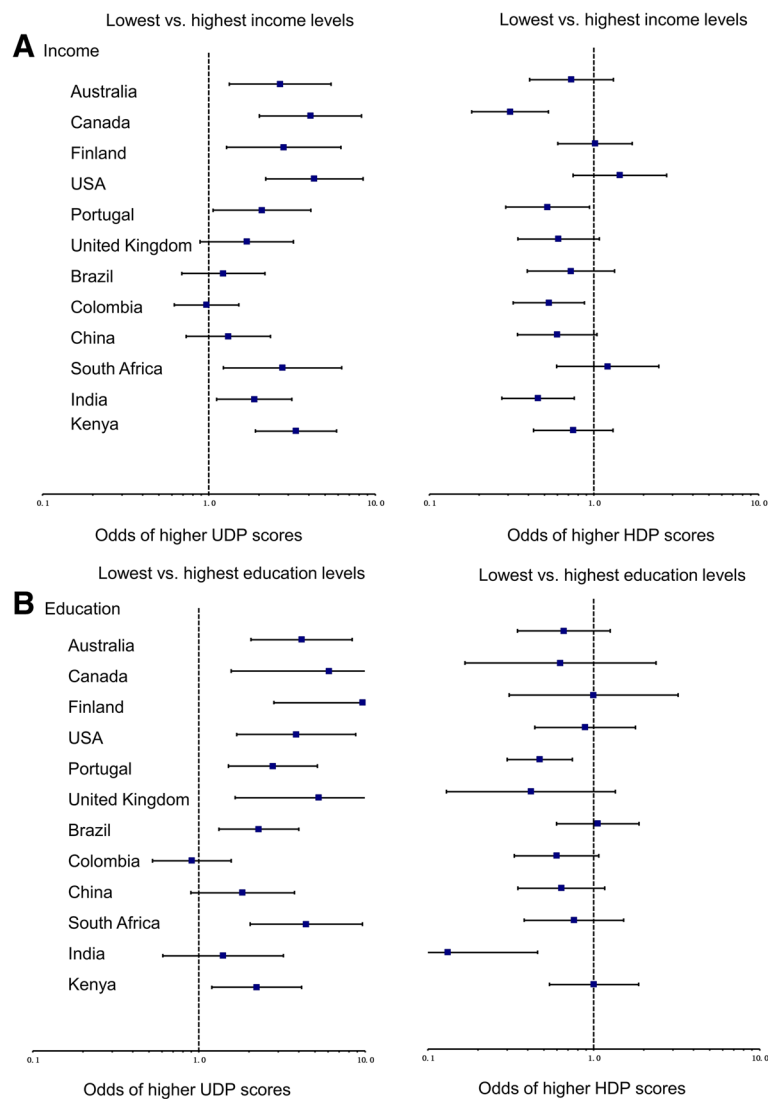 Lowest vs. highest income levels
Lowest vs. highest income levels
A Income
Australia
Canada
Finland
USA
Portugal
United Kingdom
Brazil
Colombia
China
South Africa
India
Kenya
0.1 1.0 10.0
0.1 1.0 10.0
Odds of higher UDP scores
Odds of higher HDP scores
Lowest vs. highest education levels
Lowest vs. highest education levels
B Education
Australia
Canada
Finland
USA
Portugal
United Kingdom
Brazil
Colombia
China
South Africa
India
Kenya
0.1 1.0 10.0
0.1 1.0 10.0
Odds of higher UDP scores
Odds of higher HDP scores